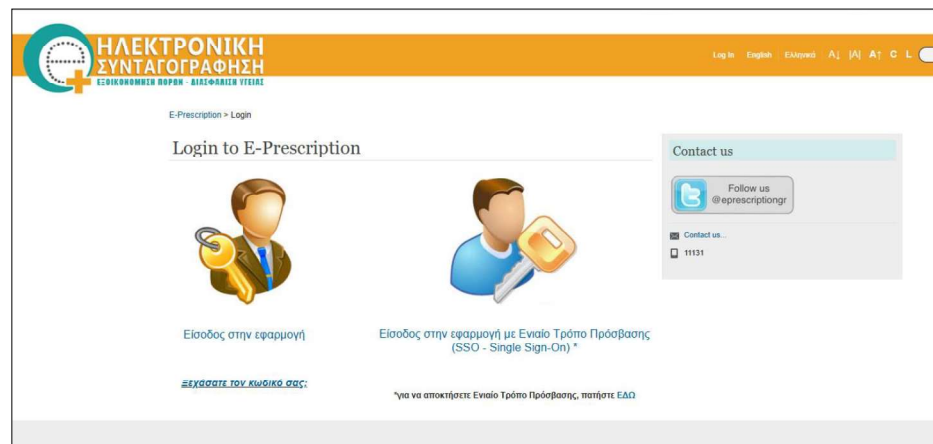 ΗΛΕΚΤΡΟΝΙΚΗ
ΣΥΝΤΑΓΟΓΡΑΦΗΣΗ
ΕΞΟΙΚΟΝΟΜΗΣΗ ΠΟΡΩΝ - ΔΙΑΣΦΑΛΙΣΗ ΥΓΕΙΑΣ
Log In English Ελληνικά A↓ |A| A↑ C L
E-Prescription > Login
Login to E-Prescription
Contact us
Follow us
@eprescriptiongr
Contact us...
11131
Είσοδος στην εφαρμογή
Είσοδος στην εφαρμογή με Ενιαίο Τρόπο Πρόσβασης
(SSO - Single Sign-On) *
Ξεχάσατε τον κωδικό σας;
*για να αποκτήσετε Ενιαίο Τρόπο Πρόσβασης, πατήστε ΕΔΩ